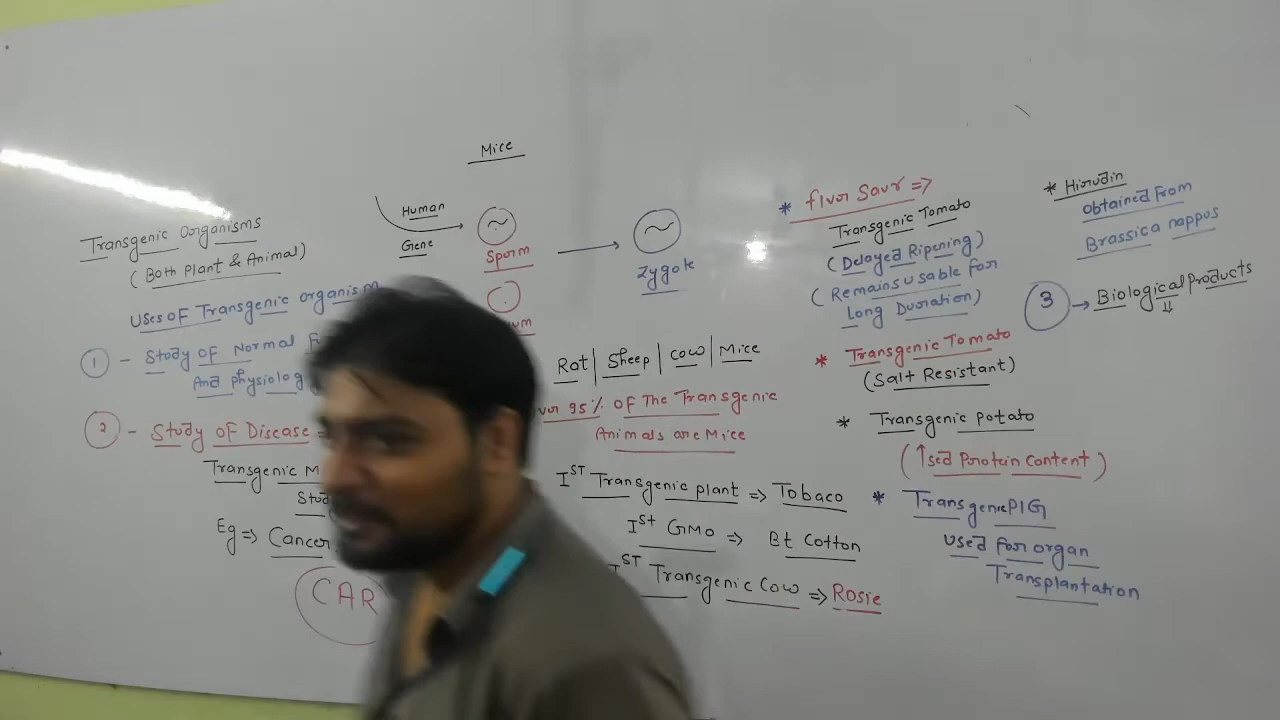 Transgenic Organisms
(Both Plant & Animal)
Uses of Transgenic organism
1 - Study of Normal
And physiolog
2 - Study of Disease
Transgenic M
Stud
Eg => Cancer
CAR
Mice
Human
Gene
Sperm
Zygote
Rat | Sheep | Cow | Mice
95% of The Transgenic
Animals are Mice
Ist Transgenic plant => Tobaco
Ist GMO => Bt Cotton
Ist Transgenic Cow => Rosie
* flvor Savr =>
Transgenic Tomato
(Delayed Ripening)
(Remains usable for
Long Duration)
* Transgenic Tomato
(Salt Resistant)
* Transgenic potato
(↑sed Protein Content)
* Transgenic PIG
used for organ
Transplantation
* Hirudin
obtained from
Brassica nappus
3 → Biological Products